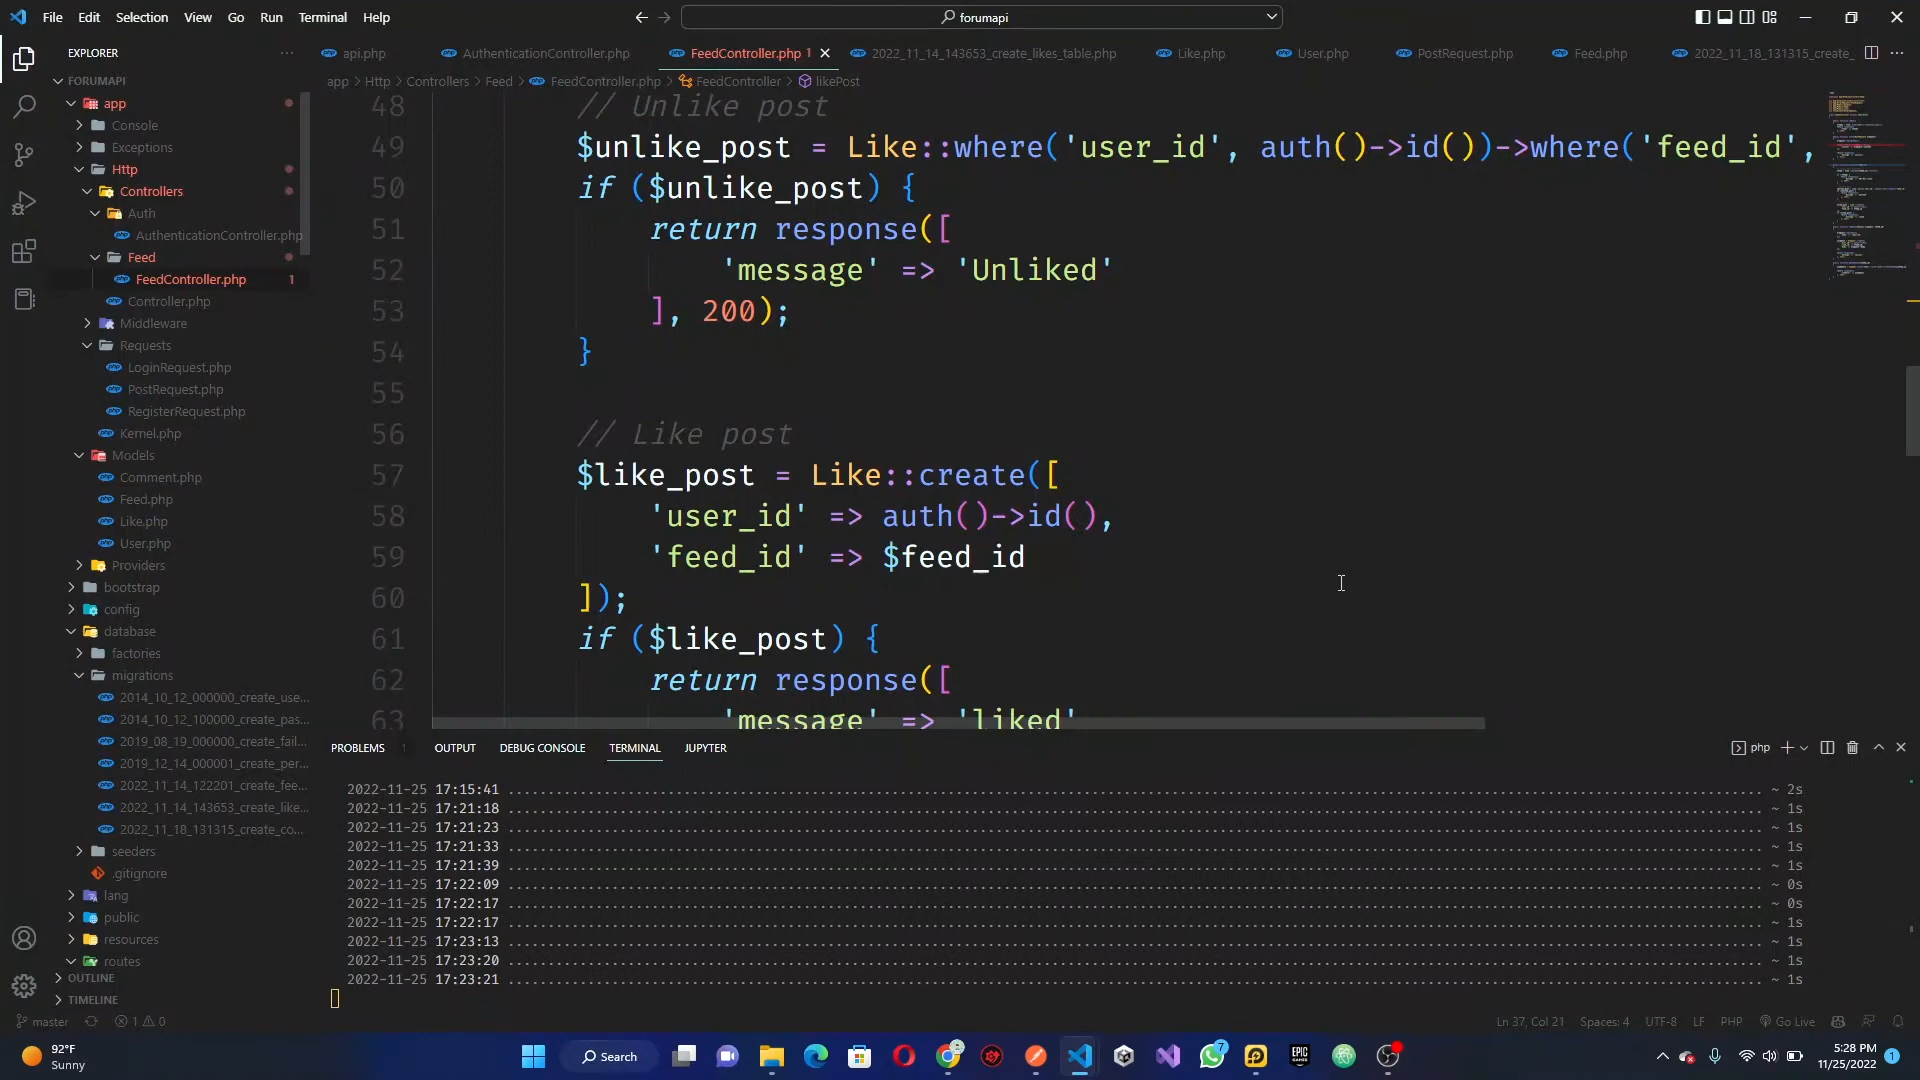 File Edit Selection View Go Run Terminal Help
forumapi
EXPLORER
FORUMAPI
app
Console
Exceptions
Http
Controllers
Auth
AuthenticationController.php
Feed
FeedController.php 1
Controller.php
Middleware
Requests
LoginRequest.php
PostRequest.php
RegisterRequest.php
Kernel.php
Models
Comment.php
Feed.php
Like.php
User.php
Providers
bootstrap
config
database
factories
migrations
2014_10_12_000000_create_use...
2014_10_12_100000_create_pas...
2019_08_19_000000_create_fail...
2019_12_14_000001_create_per...
2022_11_14_122201_create_fee...
2022_11_14_143653_create_like...
2022_11_18_131315_create_co...
seeders
.gitignore
lang
public
resources
routes
OUTLINE
TIMELINE
api.php AuthenticationController.php FeedController.php 1 2022_11_14_143653_create_likes_table.php Like.php User.php PostRequest.php Feed.php 2022_11_18_131315_create_
app > Http > Controllers > Feed > FeedController.php > FeedController > likePost
48 // Unlike post
49 $unlike_post = Like::where('user_id', auth()->id())->where('feed_id',
50 if ($unlike_post) {
51 return response([
52 'message' => 'Unliked'
53 ], 200);
54 }
55
56 // Like post
57 $like_post = Like::create([
58 'user_id' => auth()->id(),
59 'feed_id' => $feed_id
60 ]);
61 if ($like_post) {
62 return response([
63 'message' => 'liked'
PROBLEMS 1 OUTPUT DEBUG CONSOLE TERMINAL JUPYTER
php
2022-11-25 17:15:41 ........ ~ 2s
2022-11-25 17:21:18 ........ ~ 1s
2022-11-25 17:21:23 ........ ~ 1s
2022-11-25 17:21:33 ........ ~ 1s
2022-11-25 17:21:39 ........ ~ 1s
2022-11-25 17:22:09 ........ ~ 0s
2022-11-25 17:22:17 ........ ~ 0s
2022-11-25 17:22:17 ........ ~ 1s
2022-11-25 17:23:13 ........ ~ 1s
2022-11-25 17:23:20 ........ ~ 1s
2022-11-25 17:23:21 ........ ~ 1s
master 1 0 Ln 37, Col 21 Spaces: 4 UTF-8 LF PHP Go Live
92°F
Sunny
Search
EPIC GAMES
7
5:28 PM
11/25/2022
1